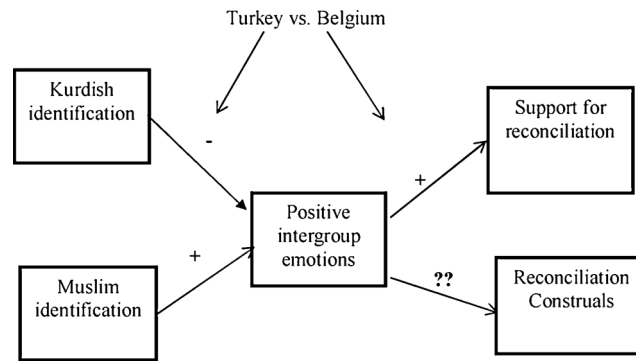 Turkey vs. Belgium
Kurdish
identification
-
Support for
reconciliation
+
Positive
intergroup
emotions
+
Muslim
identification
??
Reconciliation
Construals